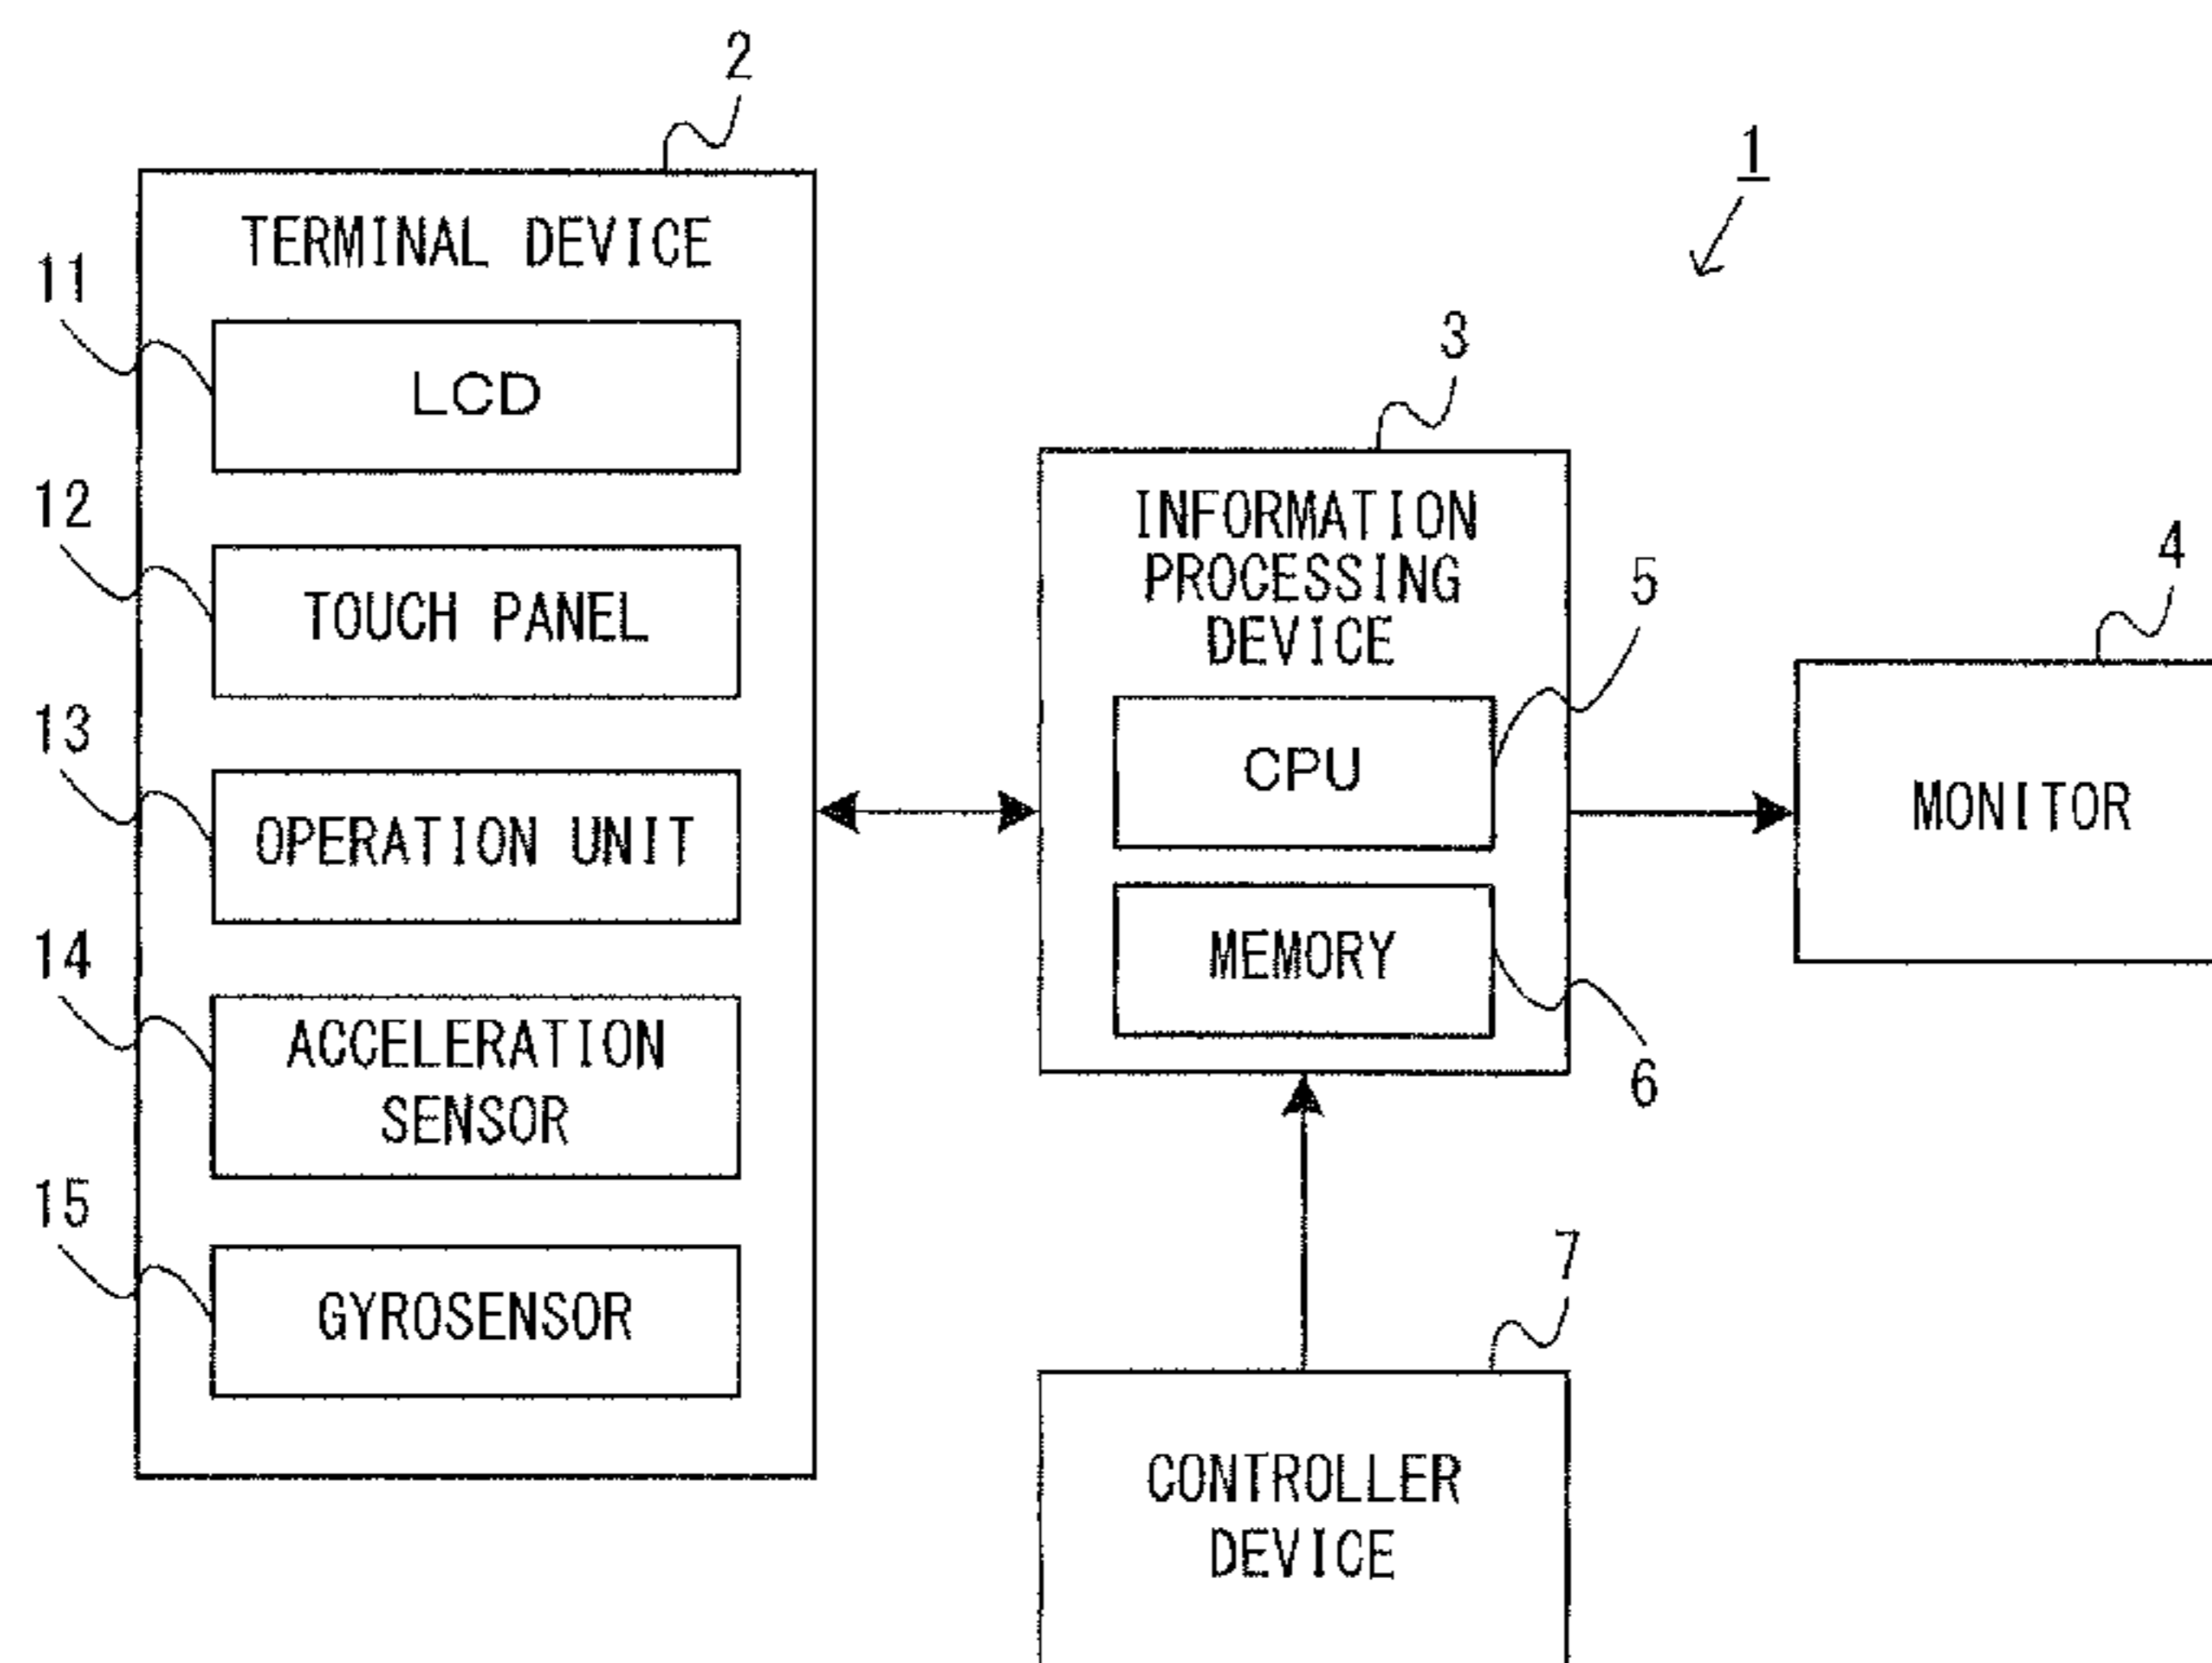 2
1
TERMINAL DEVICE
11
LCD
12
TOUCH PANEL
13
OPERATION UNIT
14
ACCELERATION
SENSOR
15
GYROSENSOR
3
INFORMATION
PROCESSING
DEVICE
5
CPU
MEMORY
6
4
MONITOR
7
CONTROLLER
DEVICE